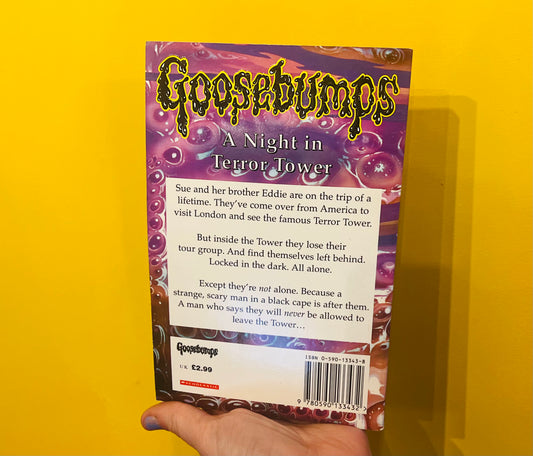 Goosebumps
A Night in
Terror Tower
Sue and her brother Eddie are on the trip of a
lifetime. They've come over from America to
visit London and see the famous Terror Tower.
But inside the Tower they lose their
tour group. And find themselves left behind.
Locked in the dark. All alone.
Except they're not alone. Because a
strange, scary man in a black cape is after them.
A man who says they will never be allowed to
leave the Tower…
Goosebumps
UK £2.99
SCHOLASTIC
ISBN 0-590-13343-8
9 780590 133432